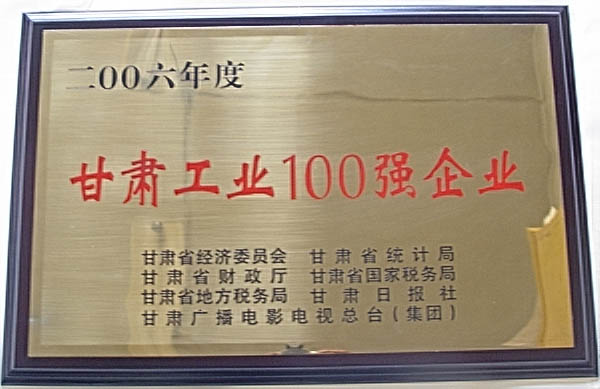 二OO六年度
甘肃工业100强企业
甘肃省经济委员会 甘肃省统计局
甘肃省财政厅 甘肃省国家税务局
甘肃省地方税务局 甘肃日报社
甘肃广播电影电视总台(集团)